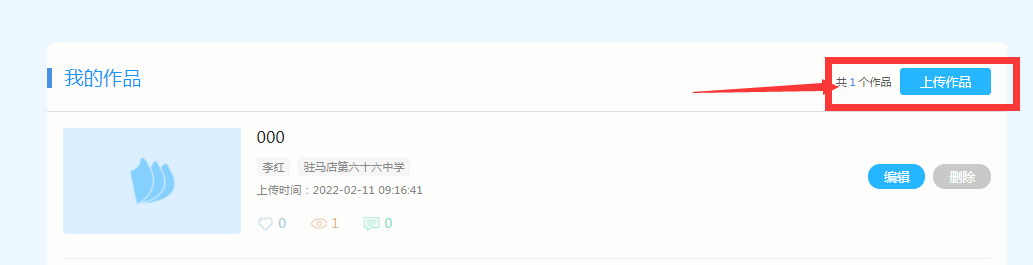 我的作品
共 1 个作品 上传作品
000
李红 驻马店第六十六中学
上传时间：2022-02-11 09:16:41
编辑 删除
0 1 0